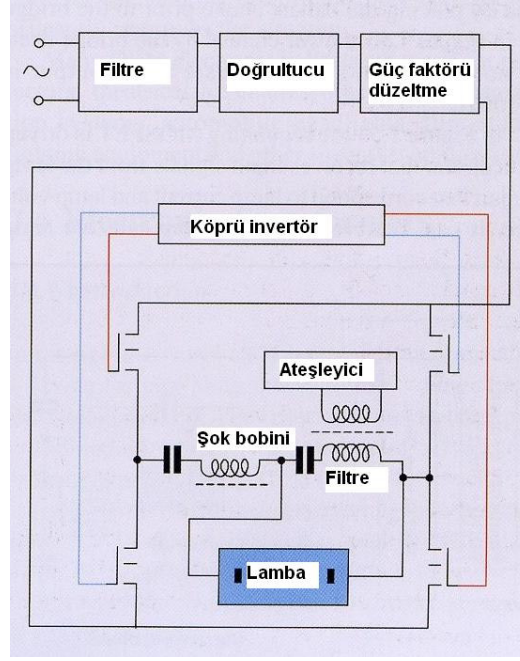 Filtre
Doğrultucu
Güç faktörü
düzeltme
Köprü invertör
Ateşleyici
Şok bobini
Filtre
Lamba